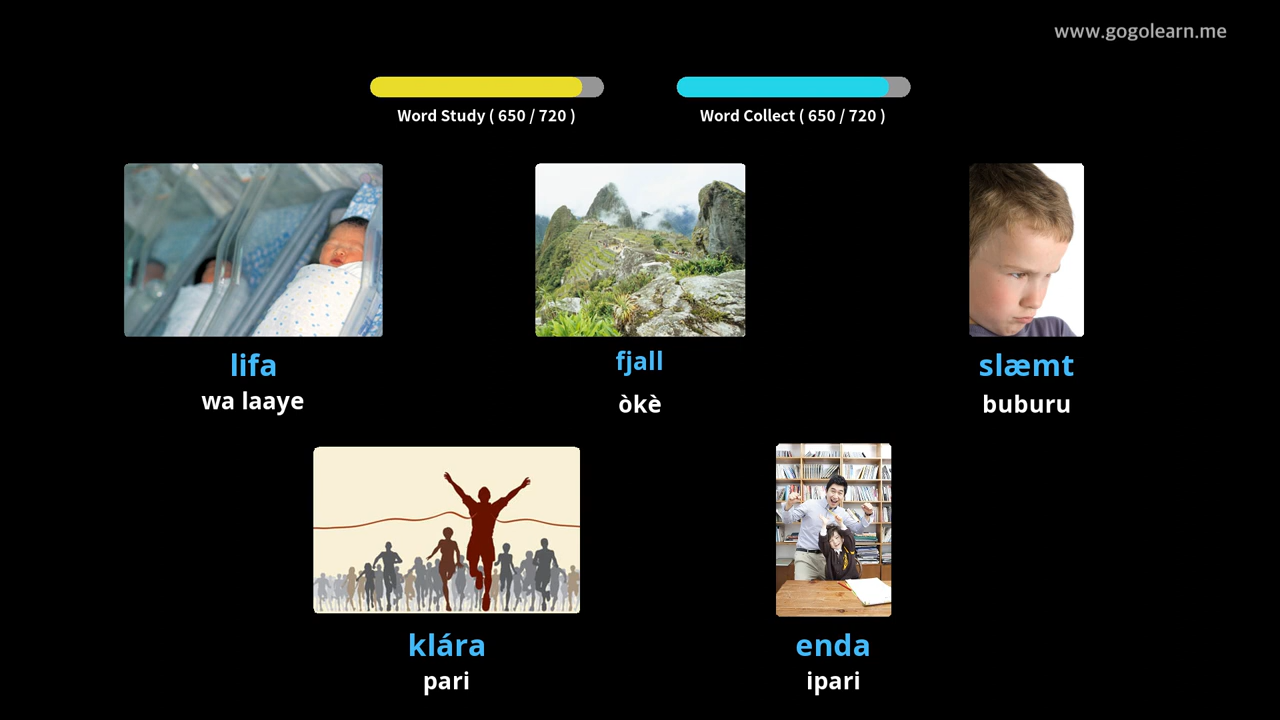 www.gogolearn.me
Word Study ( 650 / 720 )
Word Collect ( 650 / 720 )
lifa
wa laaye
fjall
òkè
slæmt
buburu
klára
pari
enda
ipari